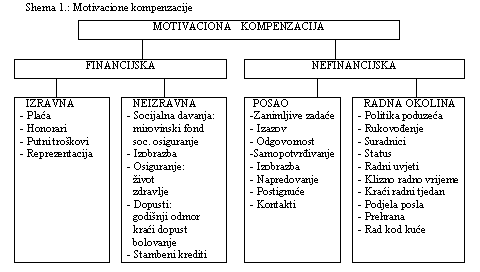 Shema 1.: Motivacione kompenzacije
MOTIVACIONA KOMPENZACIJA
FINANCIJSKA
NEFINANCIJSKA
IZRAVNA
- Plaća
- Honorari
- Putni troškovi
- Reprezentacija
NEIZRAVNA
- Socijalna davanja:
mirovinski fond
soc. osiguranje
- Izobrazba
- Osiguranje:
život
zdravlje
- Dopusti:
godišnji odmor
kraći dopust
bolovanje
- Stambeni krediti
POSAO
-Zanimljive zadaće
- Izazov
- Odgovornost
-Samopotvrđivanje
- Izobrazba
- Napredovanje
- Postignuće
- Kontakti
RADNA OKOLINA
- Politika poduzeća
- Rukovođenje
- Suradnici
- Status
- Radni uvjeti
- Klizno radno vrijeme
- Kraći radni tjedan
- Podjela posla
- Prehrana
- Rad kod kuće